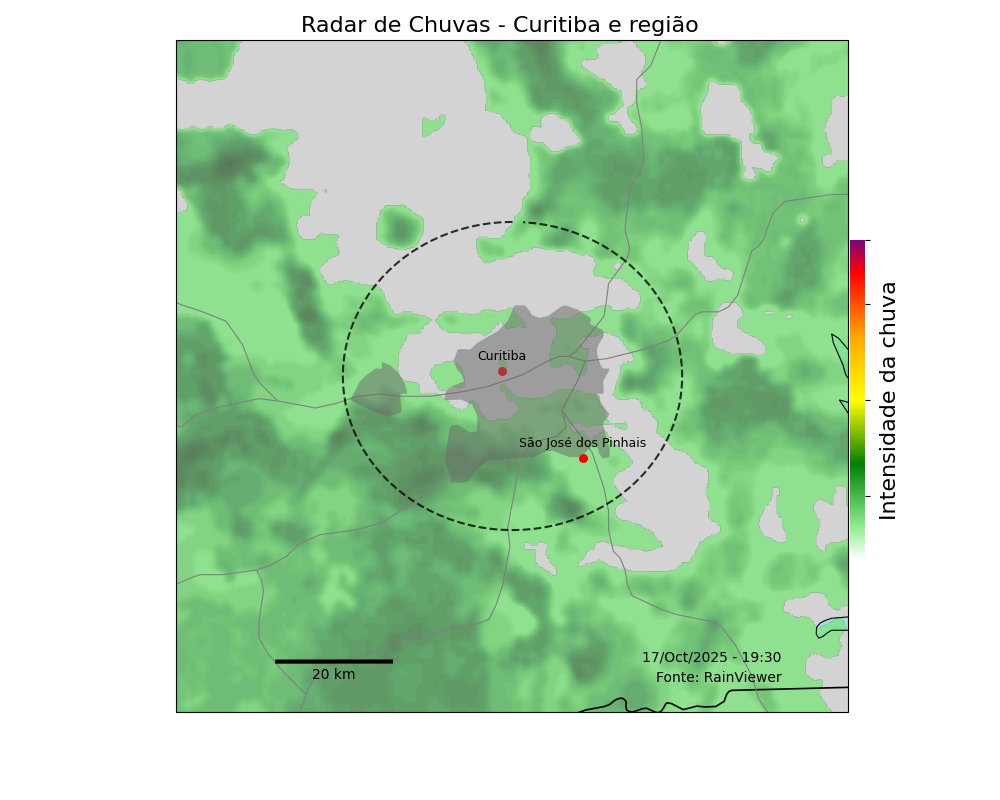 Radar de Chuvas - Curitiba e região
Curitiba
São José dos Pinhais
Intensidade da chuva
17/Oct/2025 - 19:30
Fonte: RainViewer
20 km